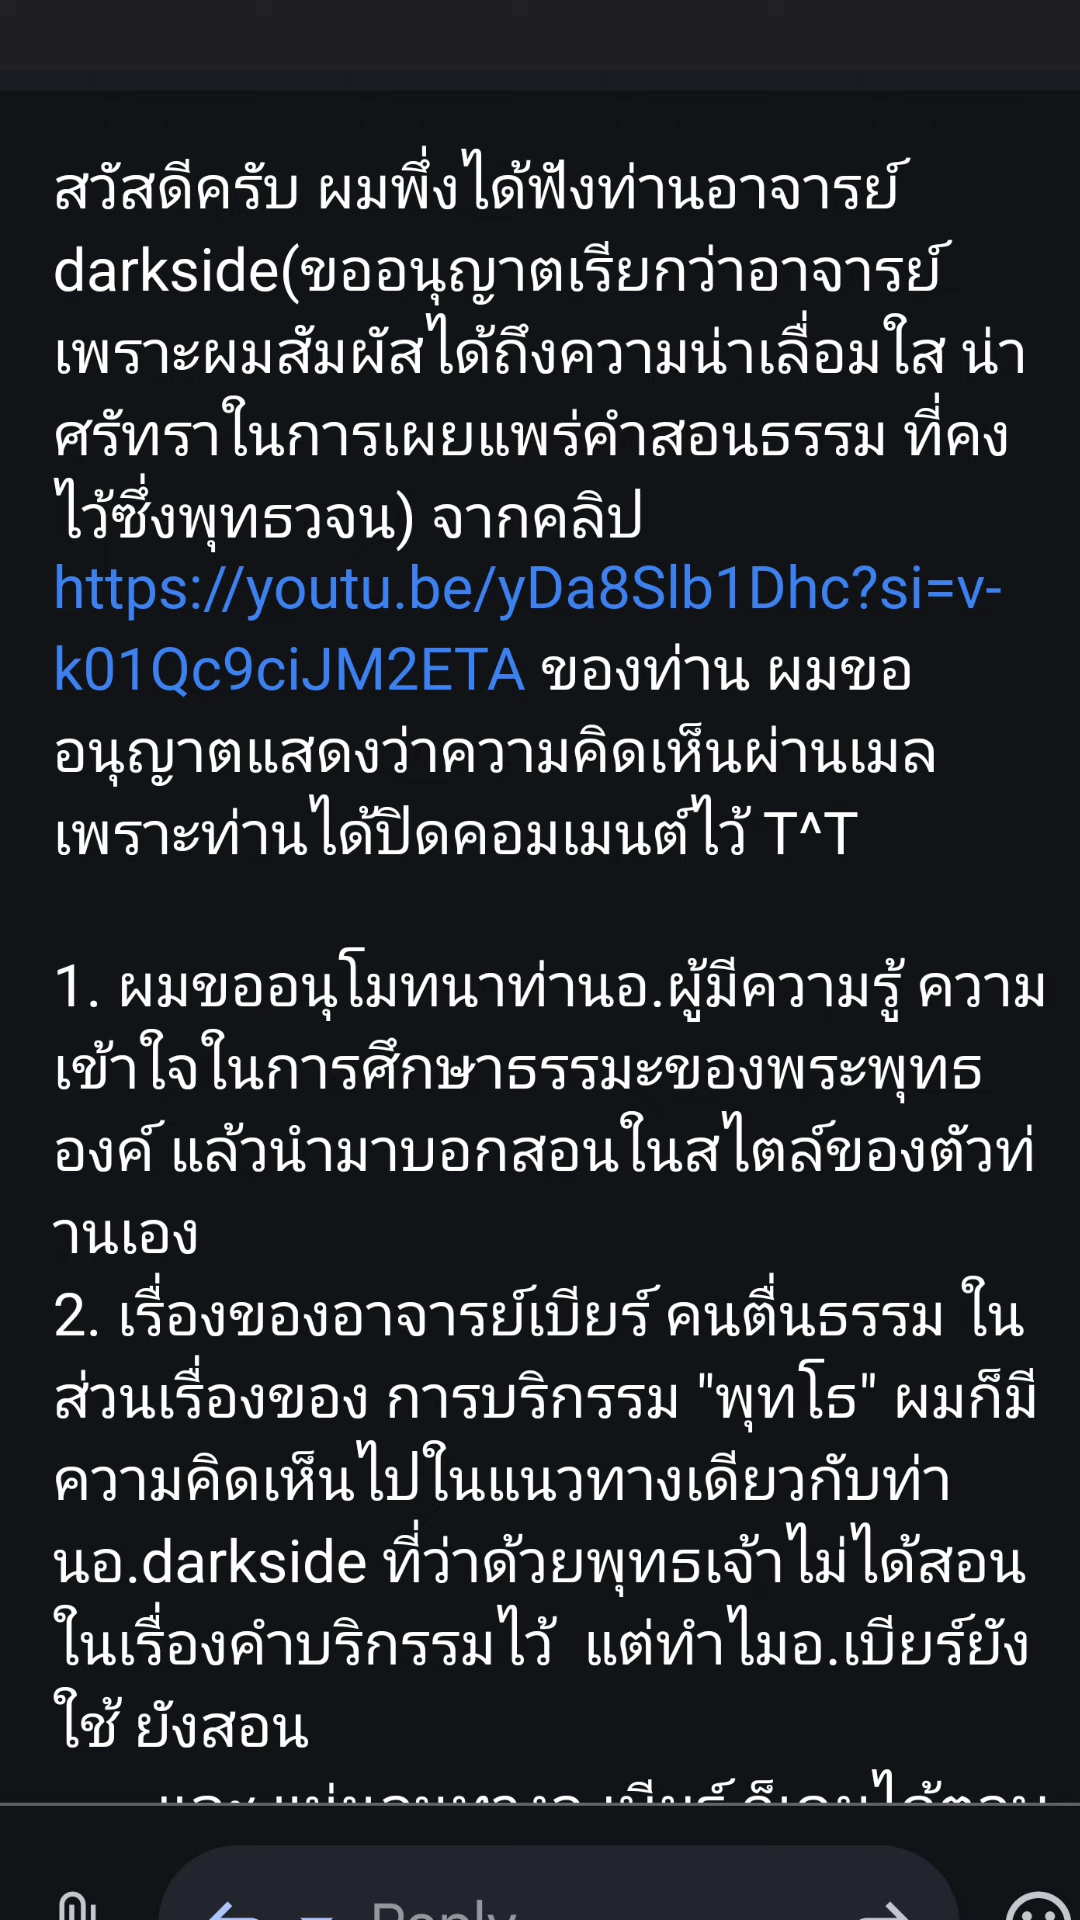 สวัสดีครับ ผมพึ่งได้ฟังท่านอาจารย์
darkside(ขออนุญาตเรียกว่าอาจารย์
เพราะผมสัมผัสได้ถึงความน่าเลื่อมใส น่า
ศรัทราในการเผยแพร่คำสอนธรรม ที่คง
ไว้ซึ่งพุทธวจน) จากคลิป
https://youtu.be/yDa8Slb1Dhc?si=v-
k01Qc9ciJM2ETA ของท่าน ผมขอ
อนุญาตแสดงว่าความคิดเห็นผ่านเมล
เพราะท่านได้ปิดคอมเมนต์ไว้ T^T
1. ผมขออนุโมทนาท่านอ.ผู้มีความรู้ ความ
เข้าใจในการศึกษาธรรมะของพระพุทธ
องค์ แล้วนำมาบอกสอนในสไตล์ของตัวท่
านเอง
2. เรื่องของอาจารย์เบียร์ คนตื่นธรรม ใน
ส่วนเรื่องของ การบริกรรม "พุทโธ" ผมก็มี
ความคิดเห็นไปในแนวทางเดียวกับท่า
นอ.darkside ที่ว่าด้วยพุทธเจ้าไม่ได้สอน
ในเรื่องคำบริกรรมไว้  แต่ทำไมอ.เบียร์ยัง
ใช้ ยังสอน
Reply